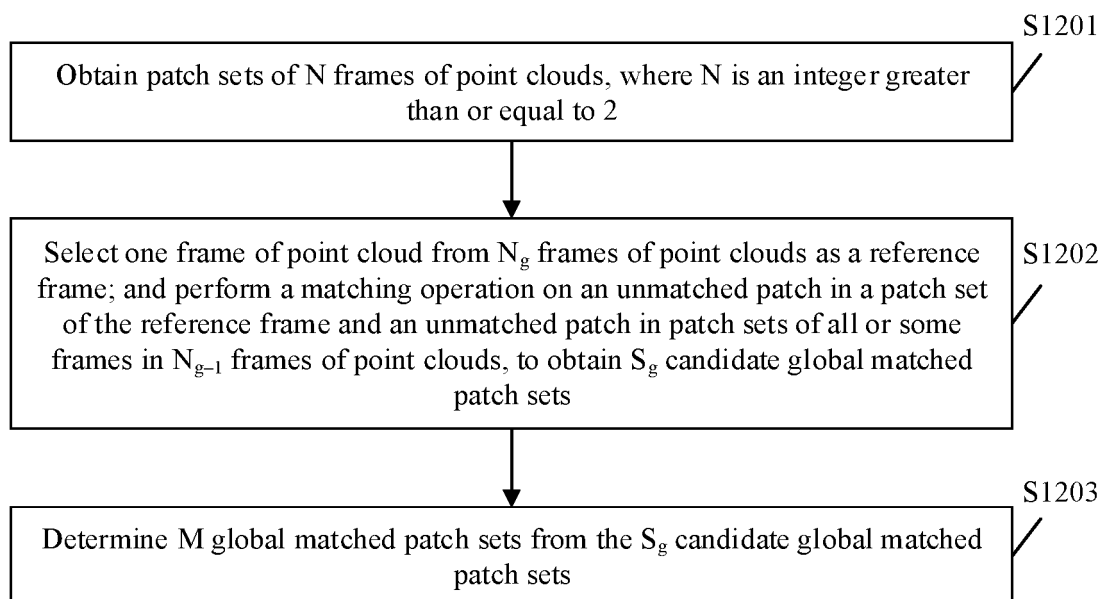 S1201
Obtain patch sets of N frames of point clouds, where N is an integer greater
than or equal to 2
S1202
Select one frame of point cloud from Ng frames of point clouds as a reference
frame; and perform a matching operation on an unmatched patch in a patch set
of the reference frame and an unmatched patch in patch sets of all or some
frames in Ng–1 frames of point clouds, to obtain Sg candidate global matched
patch sets
S1203
Determine M global matched patch sets from the Sg candidate global matched
patch sets